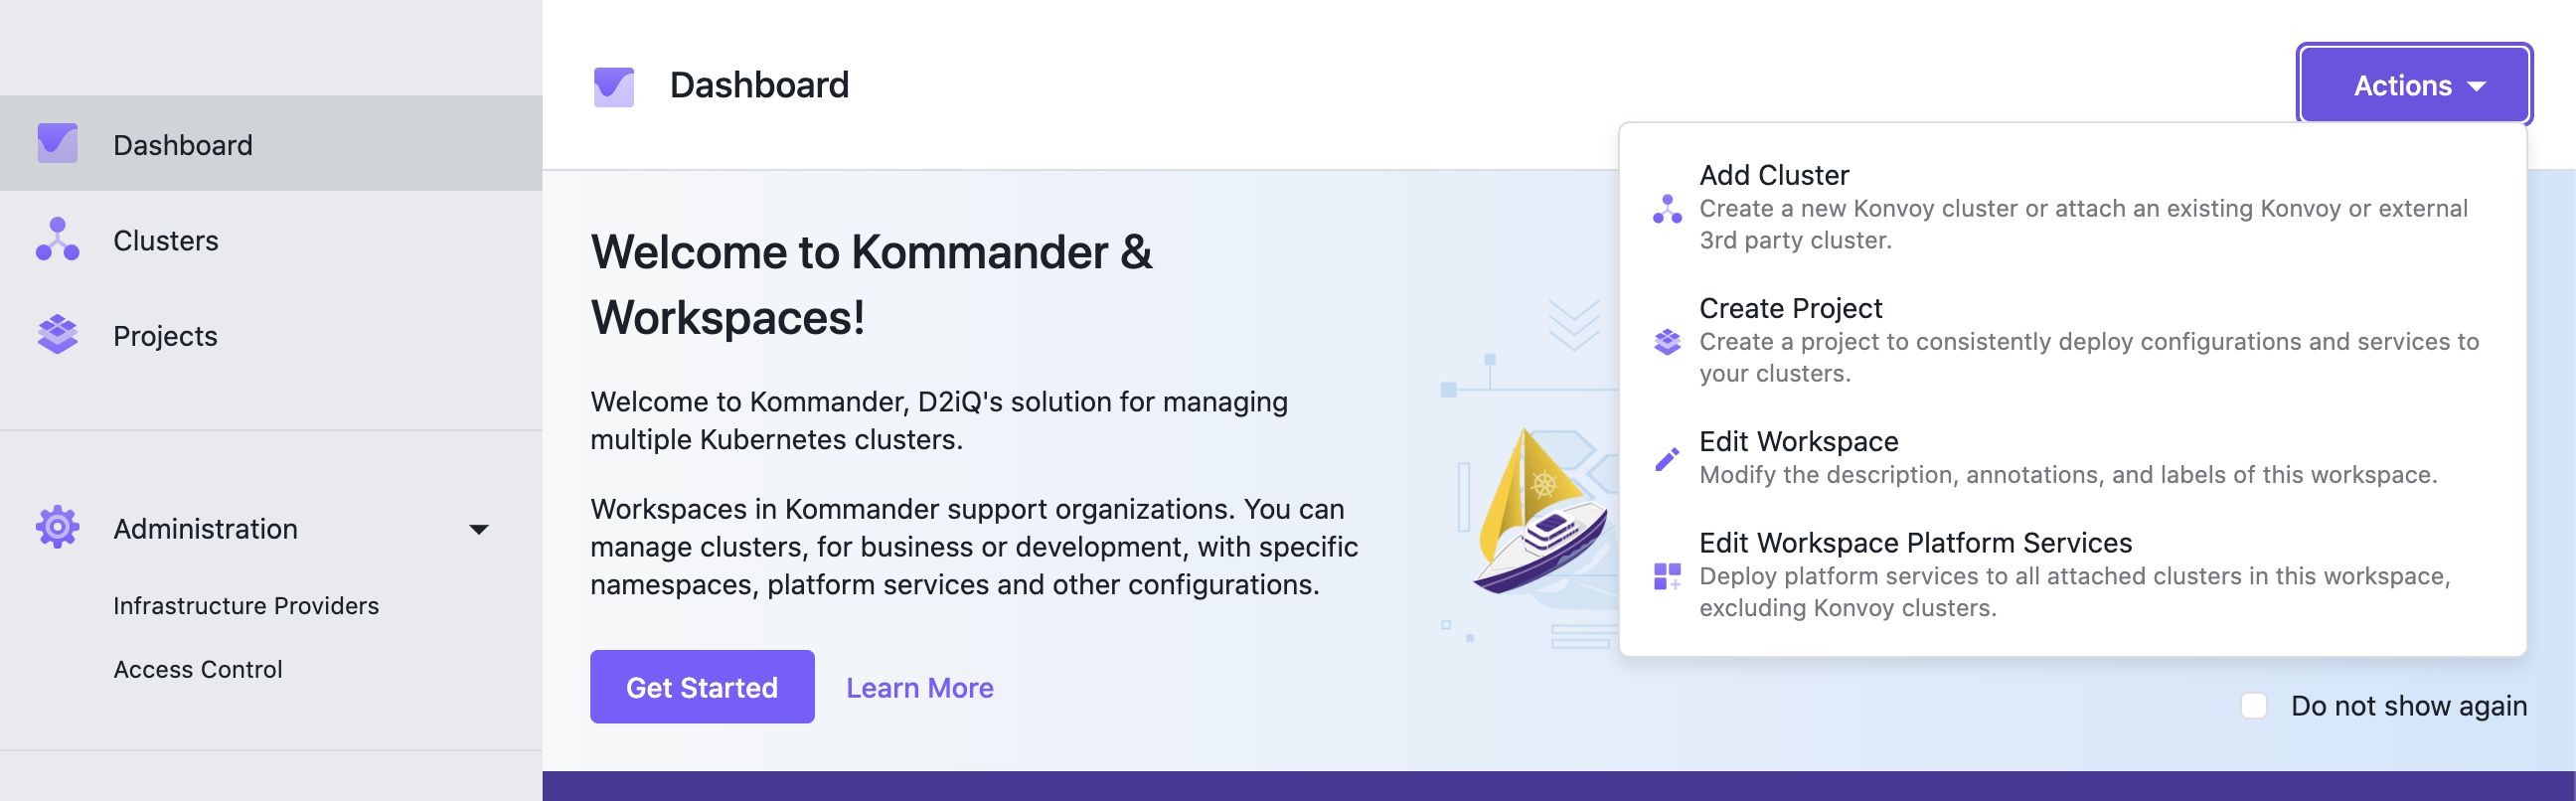 Dashboard
Clusters
Projects
Administration
Infrastructure Providers
Access Control
Dashboard
Actions
Add Cluster
Create a new Konvoy cluster or attach an existing Konvoy or external
3rd party cluster.
Create Project
Create a project to consistently deploy configurations and services to
your clusters.
Edit Workspace
Modify the description, annotations, and labels of this workspace.
Edit Workspace Platform Services
Deploy platform services to all attached clusters in this workspace,
excluding Konvoy clusters.
Welcome to Kommander &
Workspaces!
Welcome to Kommander, D2iQ's solution for managing
multiple Kubernetes clusters.
Workspaces in Kommander support organizations. You can
manage clusters, for business or development, with specific
namespaces, platform services and other configurations.
Get Started
Learn More
Do not show again